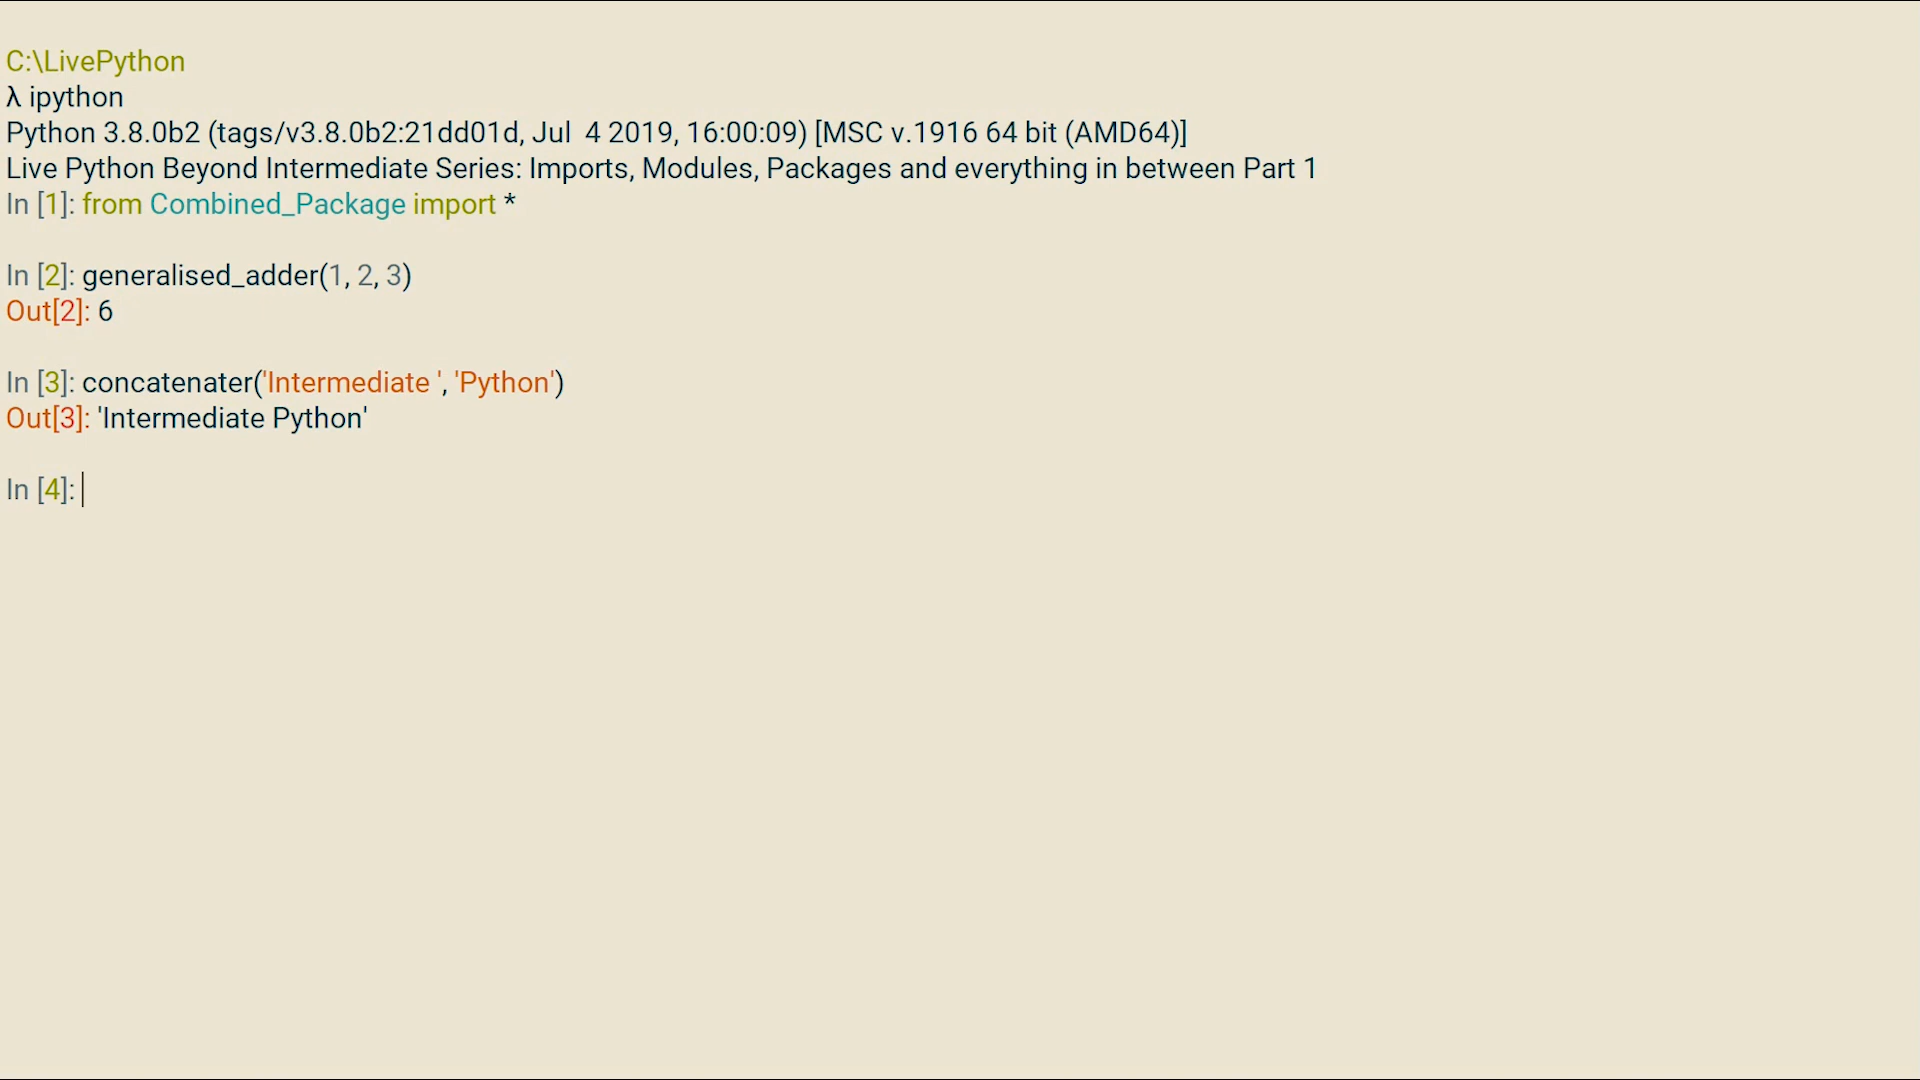 C:\LivePython
λ ipython
Python 3.8.0b2 (tags/v3.8.0b2:21dd01d, Jul  4 2019, 16:00:09) [MSC v.1916 64 bit (AMD64)]
Live Python Beyond Intermediate Series: Imports, Modules, Packages and everything in between Part 1
In [1]: from Combined_Package import *
In [2]: generalised_adder(1, 2, 3)
Out[2]: 6
In [3]: concatenater('Intermediate ', 'Python')
Out[3]: 'Intermediate Python'
In [4]: